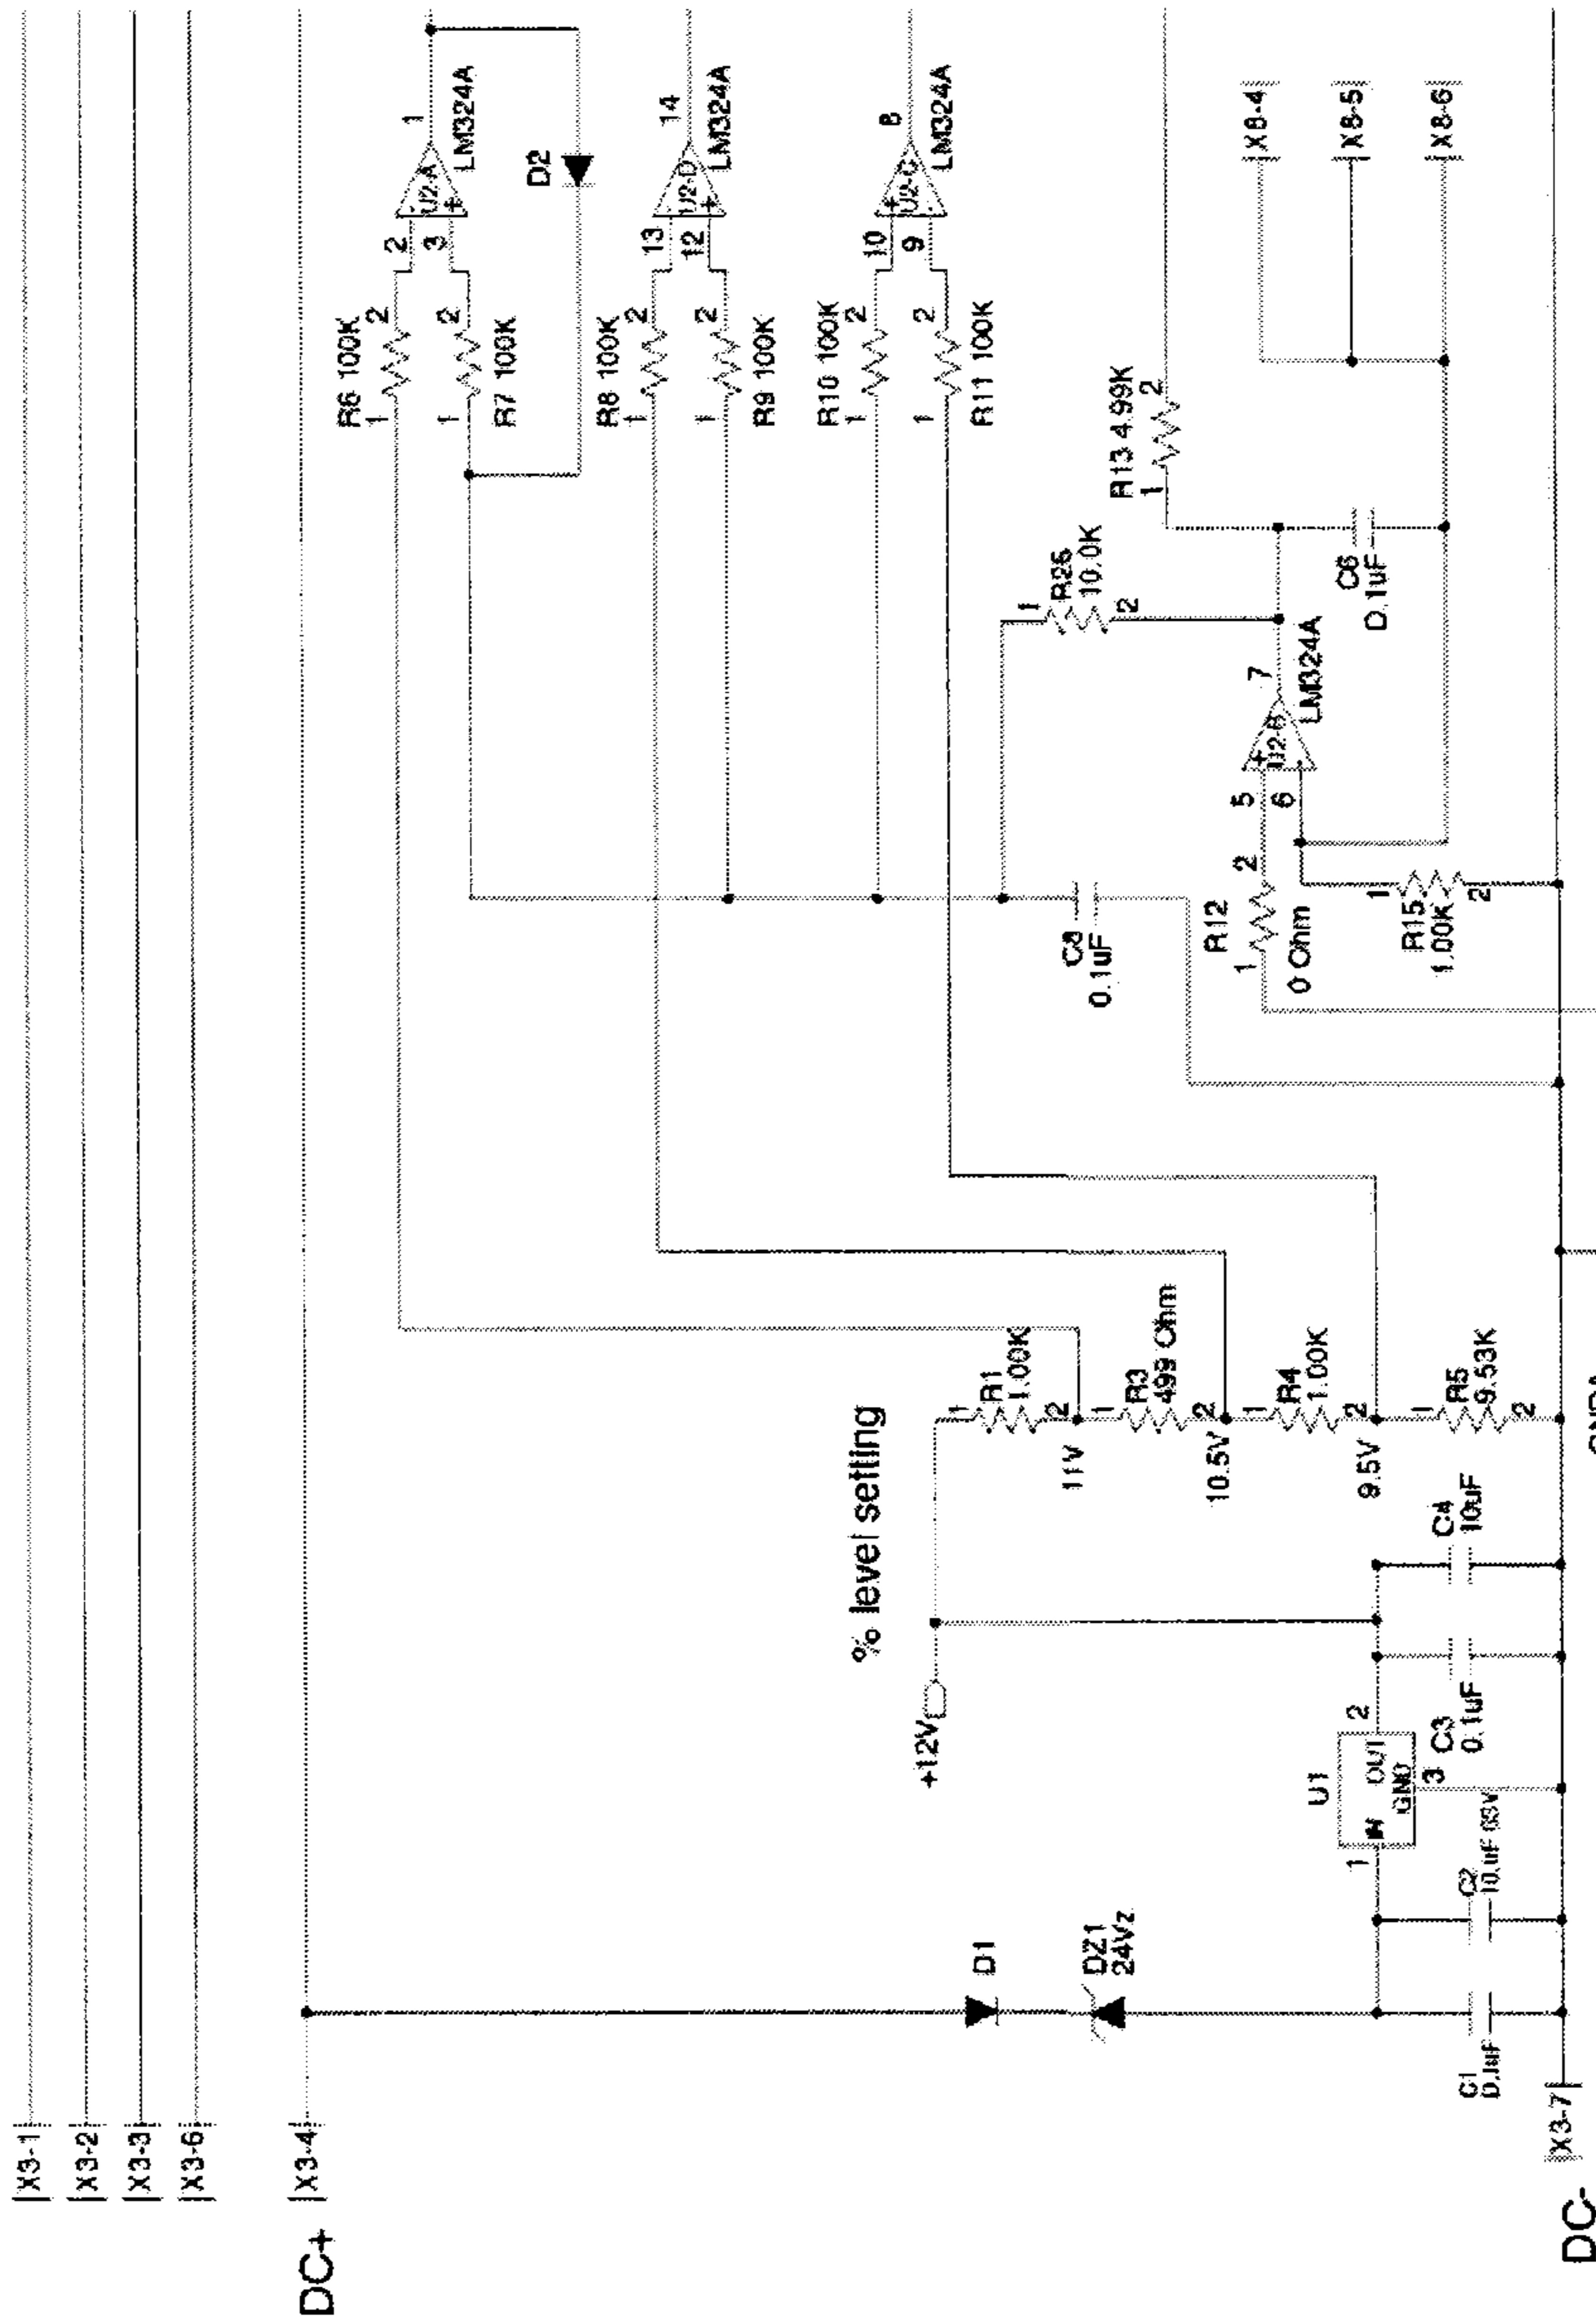 X3-1
X3-2
X3-3
X3-6
DC+
X3-4
R6 100K
1
2
2
3
U2-A
1
LM324A
1
2
R7 100K
D2
R8 100K
1
2
13
12
U2-D
14
LM324A
1
2
R9 100K
R10 100K
1
2
10
9
U2-C
8
LM324A
1
2
R11 100K
% level setting
+12V
D1
DZ1
24Vz
R1
1.00K
1
2
11V
R3
499 Ohm
1
2
10.5V
R4
1.00K
1
2
9.5V
R5
9.53K
1
2
C8
0.1uF
R25
10.0K
1
2
R13 4.99K
1
2
R12
1
2
0 Ohm
5
6
U2-B
7
LM324A
C6
0.1uF
X8-4
X8-5
X8-6
R15
1.00K
1
2
U1
1
IN
OUT
2
GND
3
C1
0.1uF
C2
10.uF
C3
0.1uF
C4
10uF
X3-7
DC-